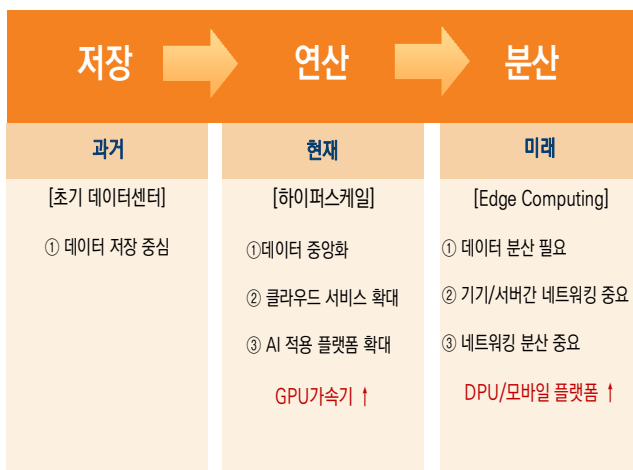 저장
연산
분산
과거
현재
미래
[초기 데이터센터]
① 데이터 저장 중심
[하이퍼스케일]
①데이터 중앙화
② 클라우드 서비스 확대
③ AI 적용 플랫폼 확대
GPU가속기 ↑
[Edge Computing]
① 데이터 분산 필요
② 기기/서버간 네트워킹 중요
③ 네트워킹 분산 중요
DPU/모바일 플랫폼 ↑